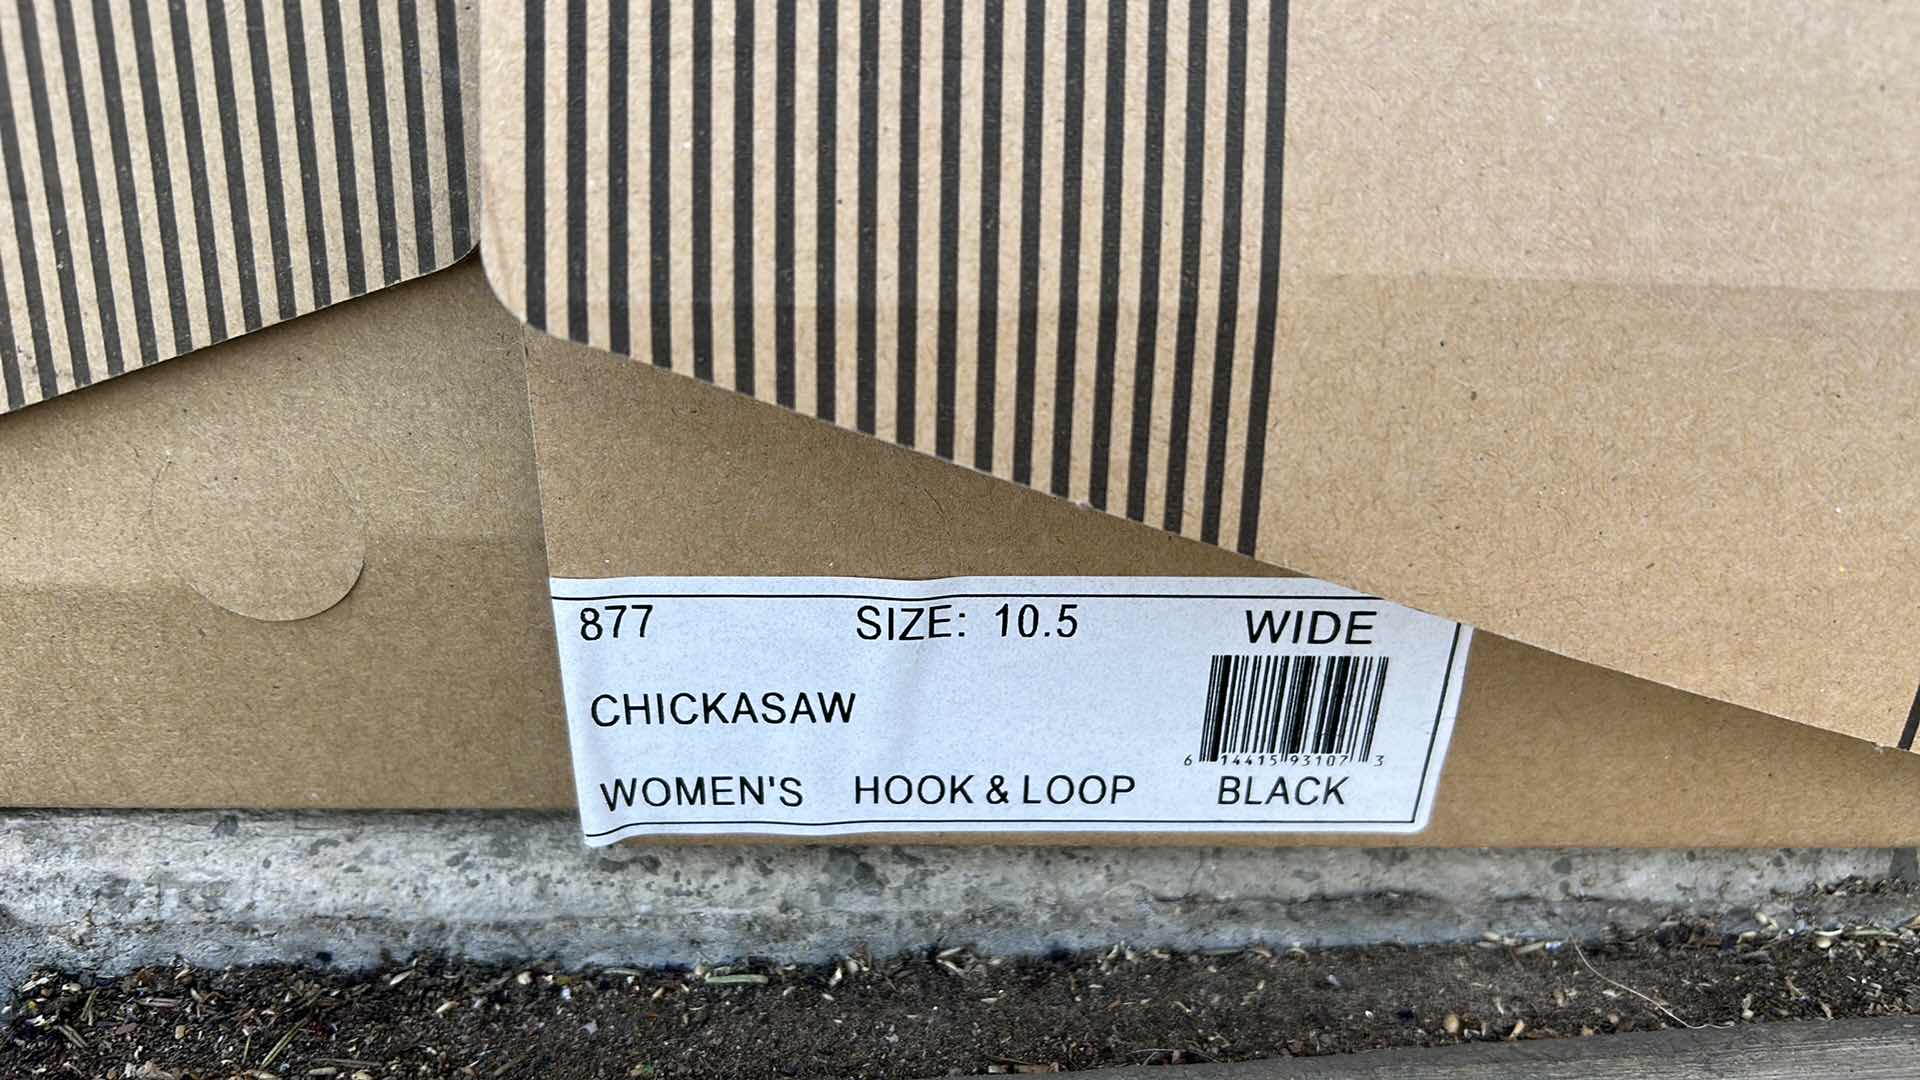 877 SIZE: 10.5 WIDE
CHICKASAW
6 14415 93107 3
WOMEN'S HOOK & LOOP BLACK